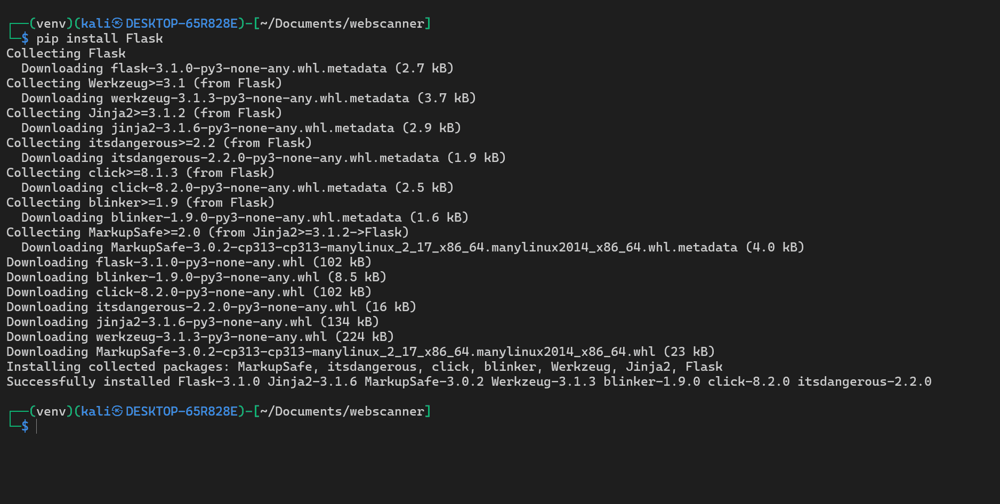 ┌──(venv)(kali㉿DESKTOP-65R828E)-[~/Documents/webscanner]
└─$ pip install Flask
Collecting Flask
  Downloading flask-3.1.0-py3-none-any.whl.metadata (2.7 kB)
Collecting Werkzeug>=3.1 (from Flask)
  Downloading werkzeug-3.1.3-py3-none-any.whl.metadata (3.7 kB)
Collecting Jinja2>=3.1.2 (from Flask)
  Downloading jinja2-3.1.6-py3-none-any.whl.metadata (2.9 kB)
Collecting itsdangerous>=2.2 (from Flask)
  Downloading itsdangerous-2.2.0-py3-none-any.whl.metadata (1.9 kB)
Collecting click>=8.1.3 (from Flask)
  Downloading click-8.2.0-py3-none-any.whl.metadata (2.5 kB)
Collecting blinker>=1.9 (from Flask)
  Downloading blinker-1.9.0-py3-none-any.whl.metadata (1.6 kB)
Collecting MarkupSafe>=2.0 (from Jinja2>=3.1.2->Flask)
  Downloading MarkupSafe-3.0.2-cp313-cp313-manylinux_2_17_x86_64.manylinux2014_x86_64.whl.metadata (4.0 kB)
Downloading flask-3.1.0-py3-none-any.whl (102 kB)
Downloading blinker-1.9.0-py3-none-any.whl (8.5 kB)
Downloading click-8.2.0-py3-none-any.whl (102 kB)
Downloading itsdangerous-2.2.0-py3-none-any.whl (16 kB)
Downloading jinja2-3.1.6-py3-none-any.whl (134 kB)
Downloading werkzeug-3.1.3-py3-none-any.whl (224 kB)
Downloading MarkupSafe-3.0.2-cp313-cp313-manylinux_2_17_x86_64.manylinux2014_x86_64.whl (23 kB)
Installing collected packages: MarkupSafe, itsdangerous, click, blinker, Werkzeug, Jinja2, Flask
Successfully installed Flask-3.1.0 Jinja2-3.1.6 MarkupSafe-3.0.2 Werkzeug-3.1.3 blinker-1.9.0 click-8.2.0 itsdangerous-2.2.0
┌──(venv)(kali㉿DESKTOP-65R828E)-[~/Documents/webscanner]
└─$